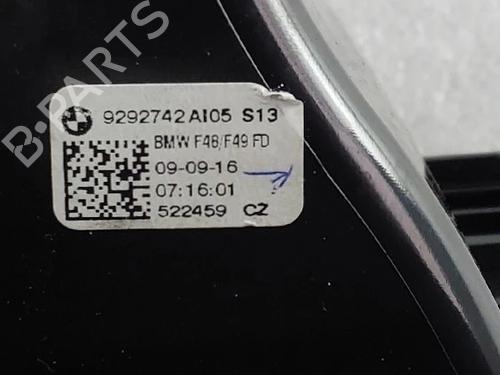 B-PARTS
9292742 AI05 S13
BMW F48/F49 FD
09-09-16
07:16:01
522459 CZ